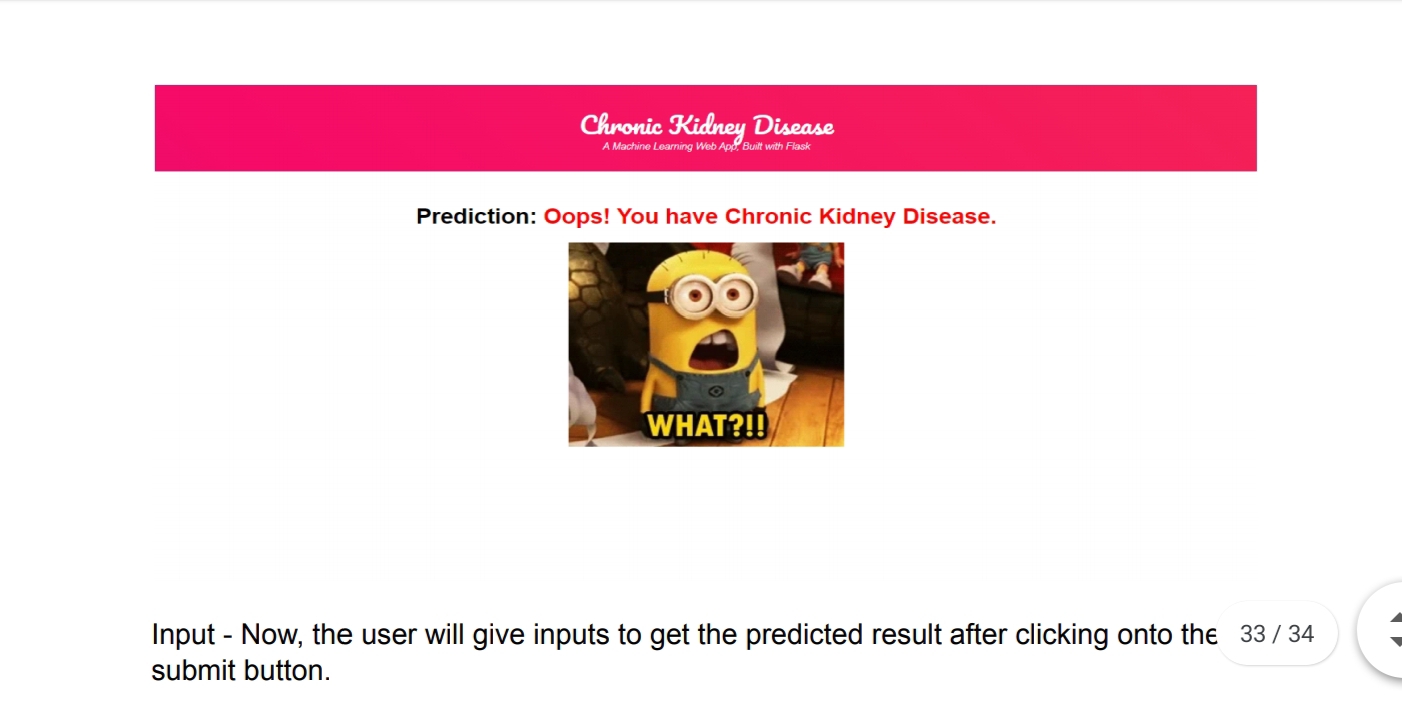 Chronic Kidney Disease
A Machine Learning Web App, Built with Flask
Prediction: Oops! You have Chronic Kidney Disease.
WHAT?!!
Input - Now, the user will give inputs to get the predicted result after clicking onto the
submit button.
33 / 34